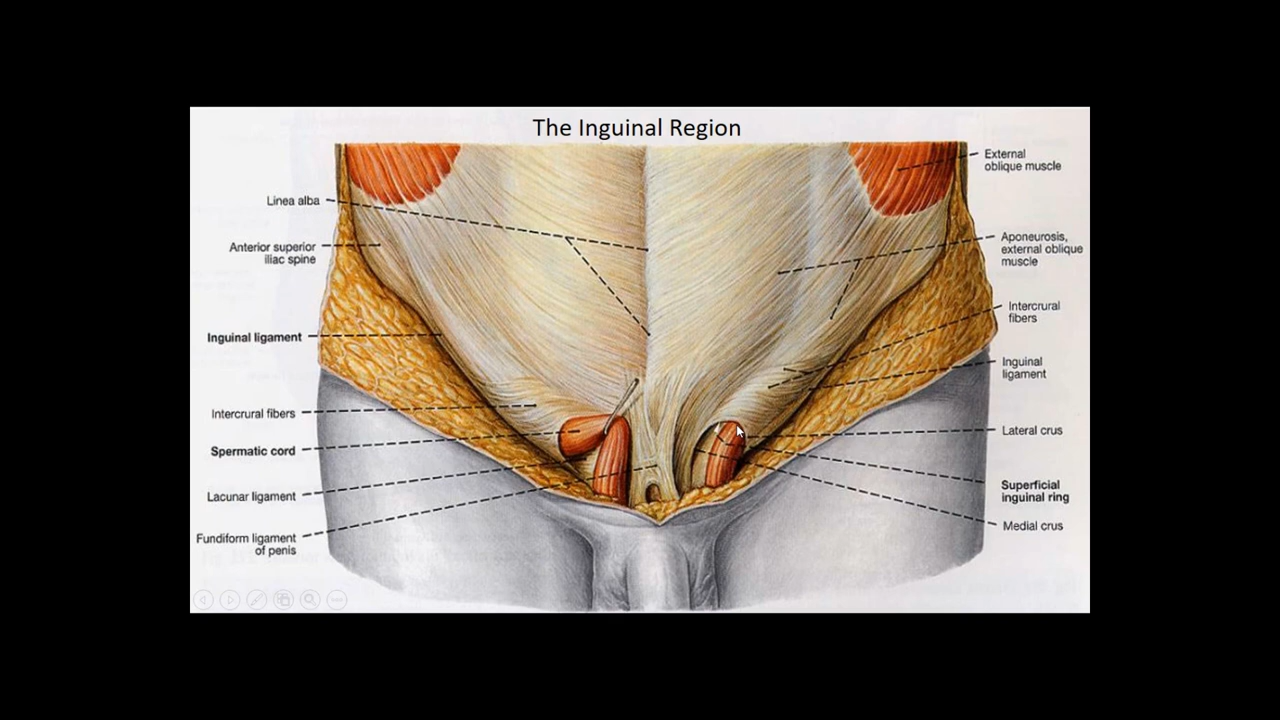 The Inguinal Region
Linea alba
Anterior superior
iliac spine
Inguinal ligament
Intercrural fibers
Spermatic cord
Lacunar ligament
Fundiform ligament
of penis
External
oblique muscle
Aponeurosis,
external oblique
muscle
Intercrural
fibers
Inguinal
ligament
Lateral crus
Superficial
inguinal ring
Medial crus